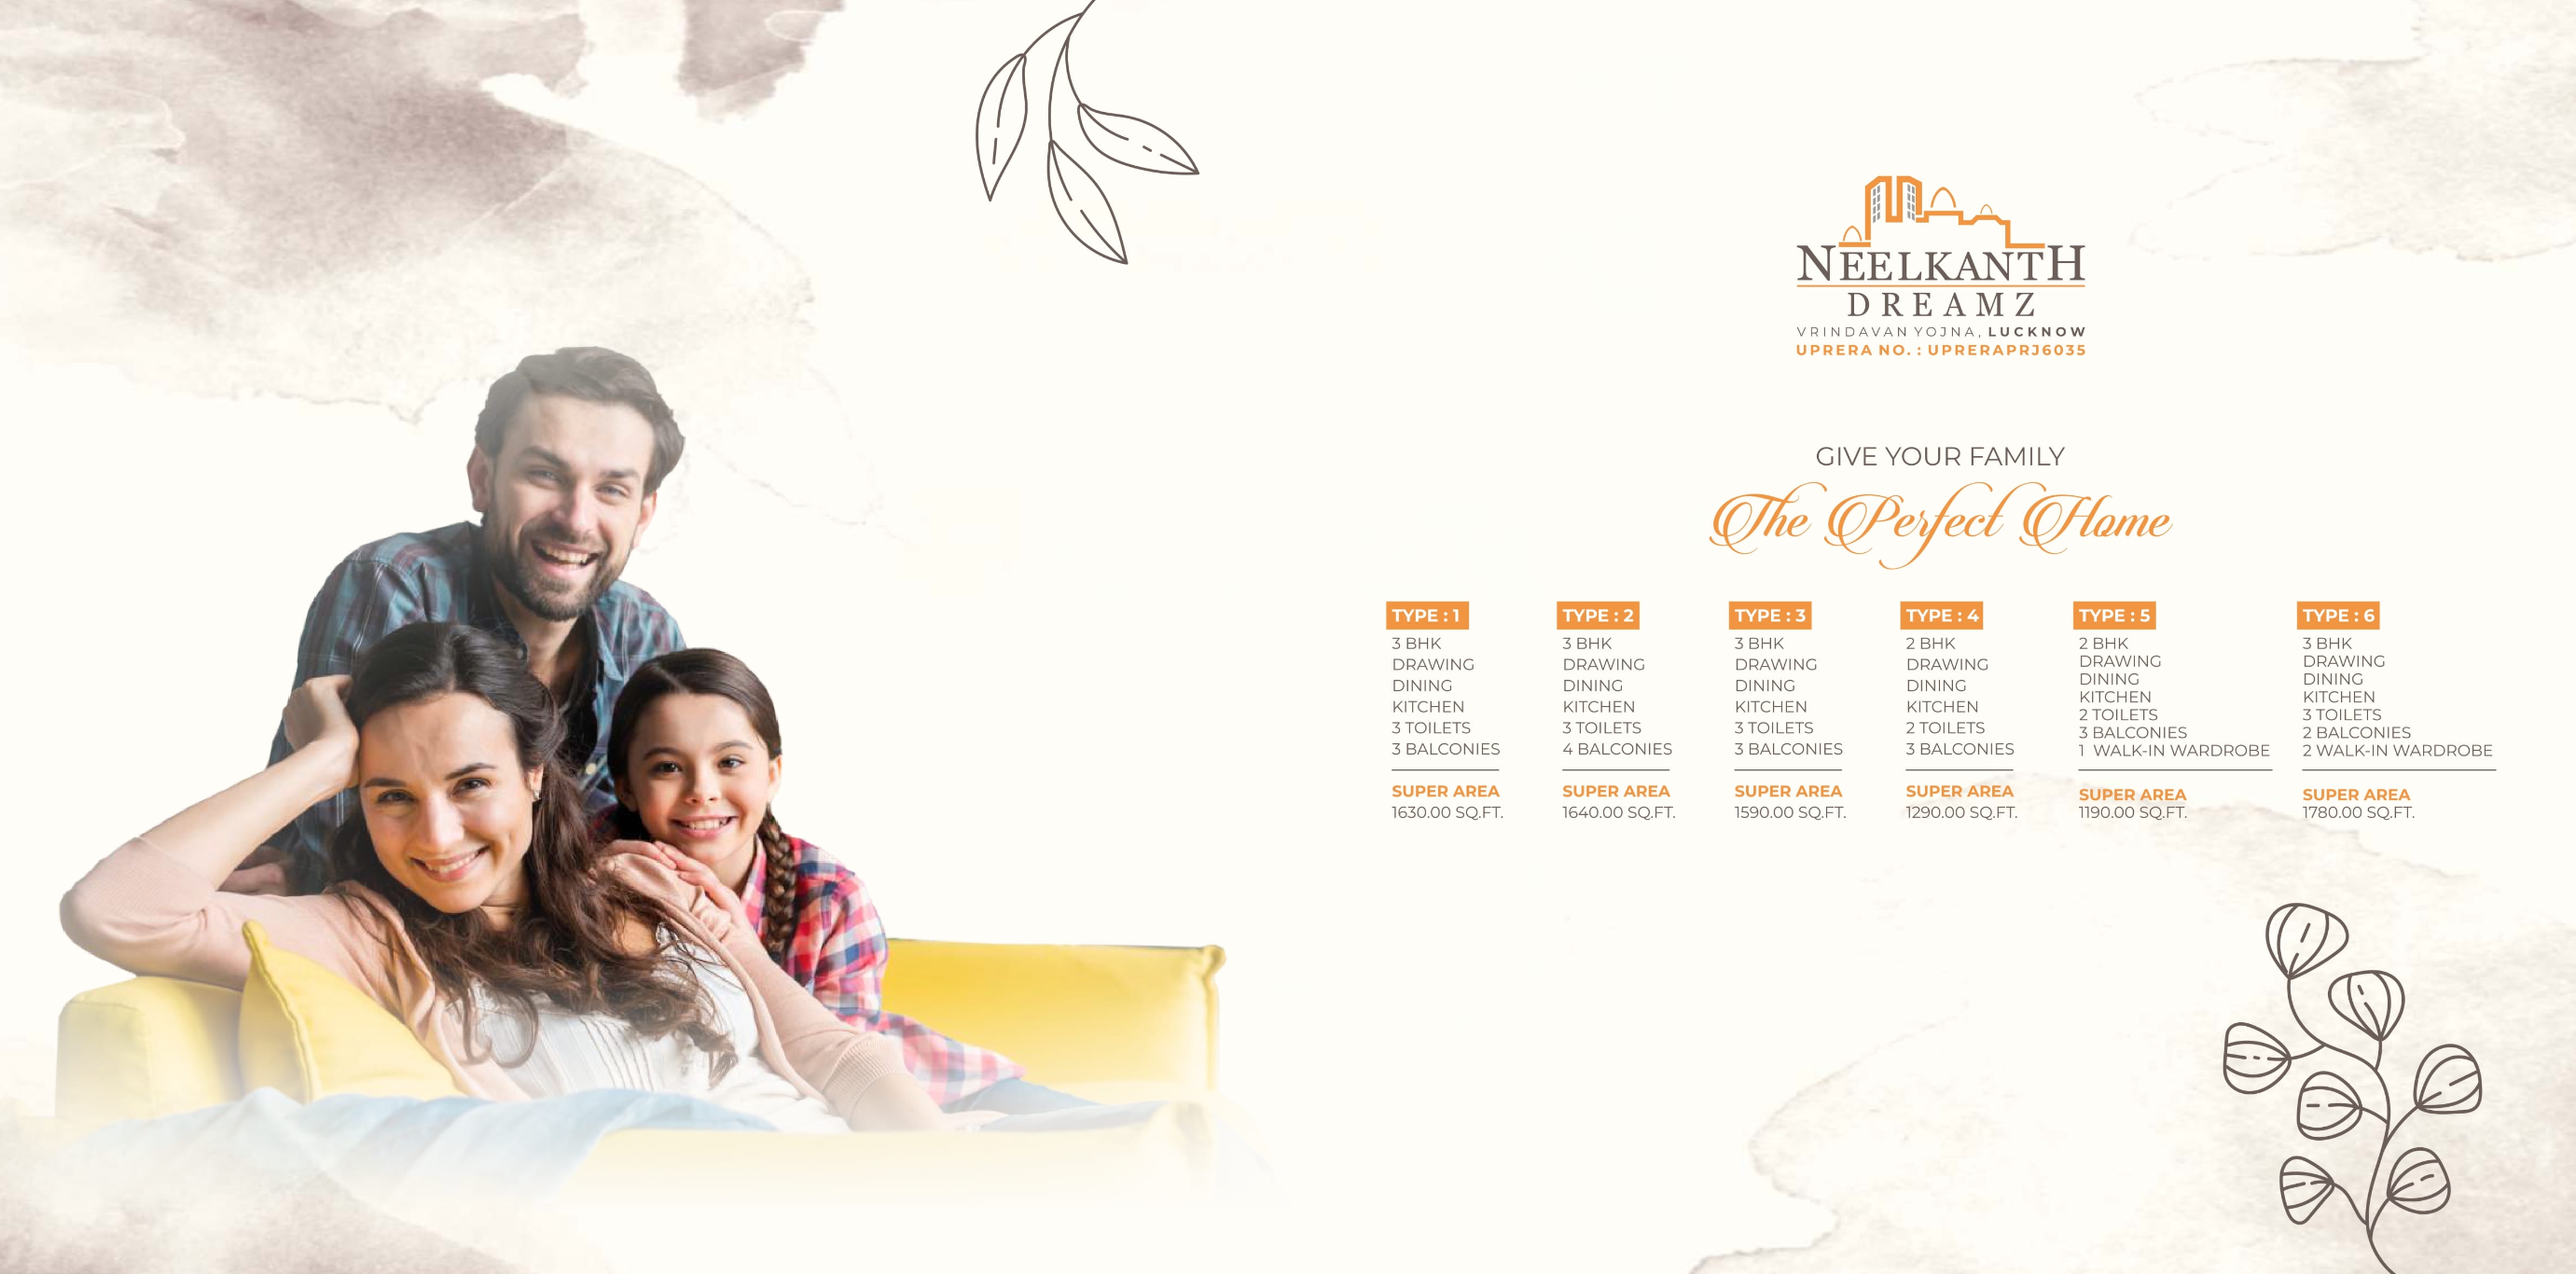 NEELKANTH
DREAMZ
VRINDAVAN YOJNA, LUCKNOW
UPRERA NO. : UPRERAPRJ6035
GIVE YOUR FAMILY
The Perfect Home
TYPE : 1
3 BHK
DRAWING
DINING
KITCHEN
3 TOILETS
3 BALCONIES
SUPER AREA
1630.00 SQ.FT.
TYPE : 2
3 BHK
DRAWING
DINING
KITCHEN
3 TOILETS
4 BALCONIES
SUPER AREA
1640.00 SQ.FT.
TYPE : 3
3 BHK
DRAWING
DINING
KITCHEN
3 TOILETS
3 BALCONIES
SUPER AREA
1590.00 SQ.FT.
TYPE : 4
2 BHK
DRAWING
DINING
KITCHEN
2 TOILETS
3 BALCONIES
SUPER AREA
1290.00 SQ.FT.
TYPE : 5
2 BHK
DRAWING
DINING
KITCHEN
2 TOILETS
3 BALCONIES
1 WALK-IN WARDROBE
SUPER AREA
1190.00 SQ.FT.
TYPE : 6
3 BHK
DRAWING
DINING
KITCHEN
3 TOILETS
2 BALCONIES
2 WALK-IN WARDROBE
SUPER AREA
1780.00 SQ.FT.